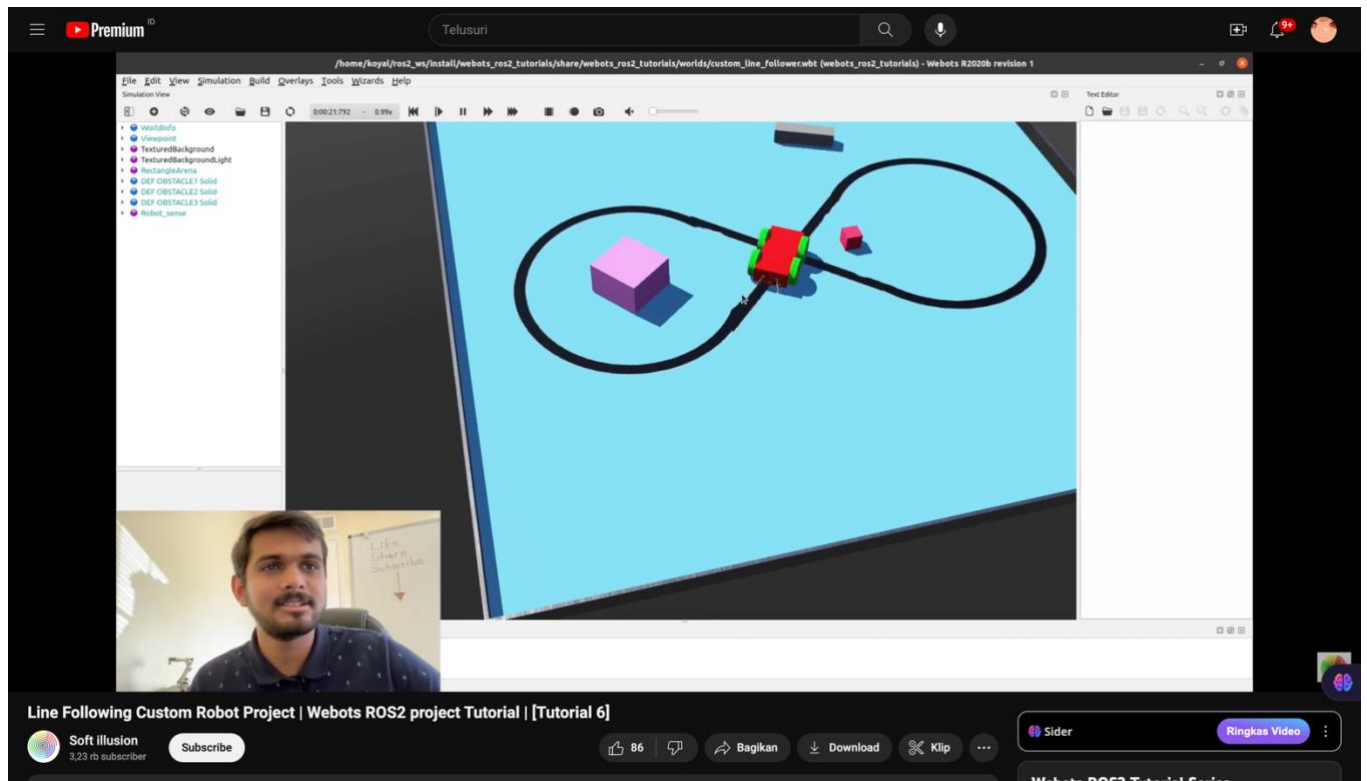 Premium ID
Telusuri
9+
/home/koyal/ros2_ws/install/webots_ros2_tutorials/share/webots_ros2_tutorials/worlds/custom_line_follower.wbt (webots_ros2_tutorials) - Webots R2020b revision 1
File Edit View Simulation Build Overlays Tools Wizards Help
Simulation View
Text Editor
0:00:21:792 - 0.99x
WorldInfo
Viewpoint
TexturedBackground
TexturedBackgroundLight
RectangleArena
DEF OBSTACLE1 Solid
DEF OBSTACLE2 Solid
DEF OBSTACLE3 Solid
Robot_sense
Like
Share
Subscribe
Line Following Custom Robot Project | Webots ROS2 project Tutorial | [Tutorial 6]
Soft illusion
3,23 rb subscriber
Subscribe
86
Bagikan
Download
Klip
Sider
Ringkas Video
Webots ROS2 Tutorial Series